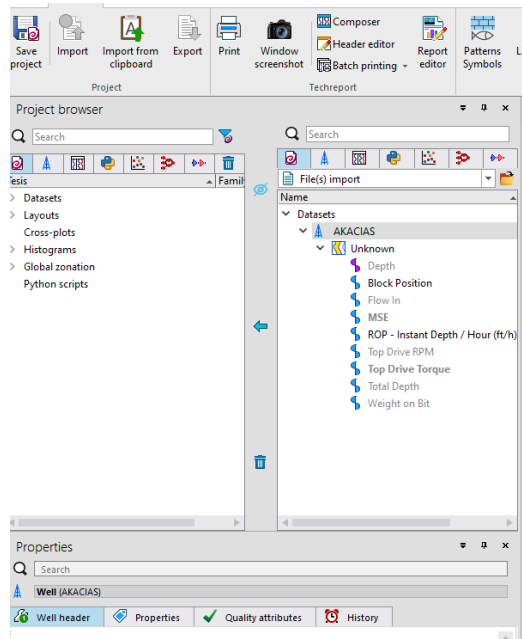 Save project
Import
Import from clipboard
Export
Print
Window screenshot
Composer
Header editor
Batch printing
Report editor
Patterns Symbols
L
Project
Techreport
Project browser
Search
Tesis
Famil
Datasets
Layouts
Cross-plots
Histograms
Global zonation
Python scripts
Search
File(s) import
Name
Datasets
AKACIAS
Unknown
Depth
Block Position
Flow In
MSE
ROP - Instant Depth / Hour (ft/h)
Top Drive RPM
Top Drive Torque
Total Depth
Weight on Bit
Properties
Search
Well (AKACIAS)
Well header
Properties
Quality attributes
History